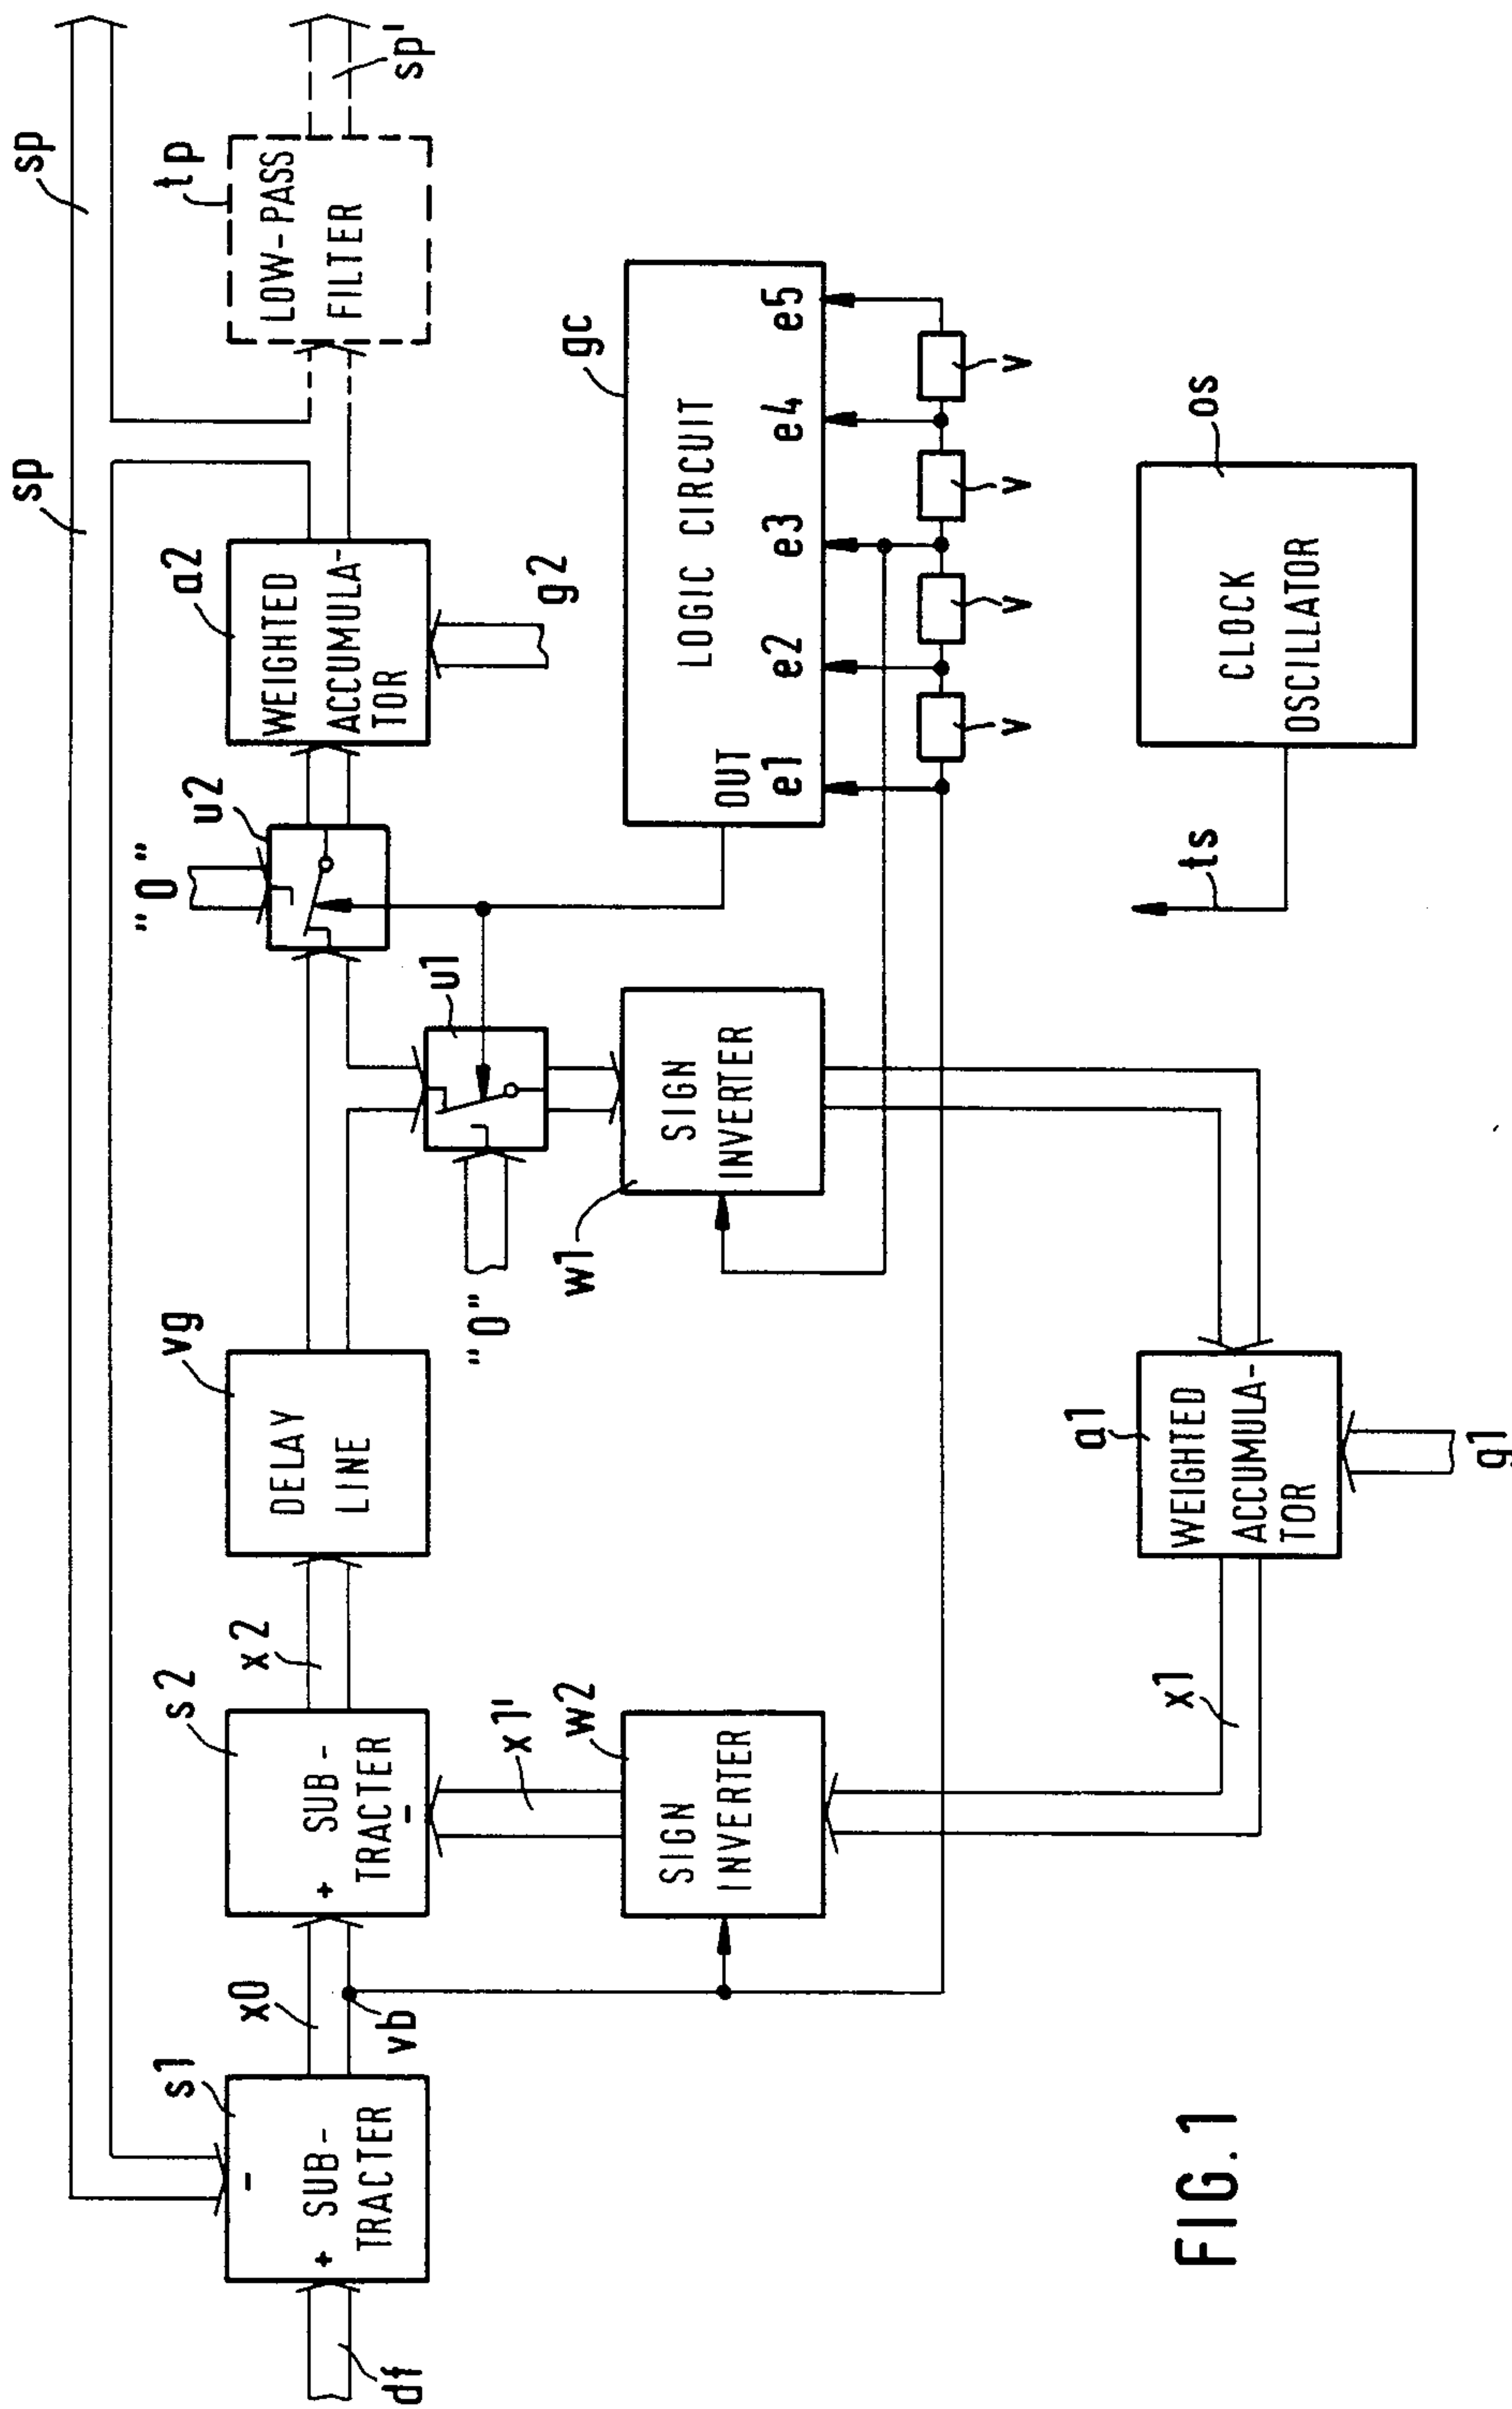 sp
sp
sp'
df
+ SUB-
TRACTER
-
s1
x0
vb
+ SUB-
TRACTER
-
s2
x2
DELAY
LINE
vg
"0"
u2
WEIGHTED
ACCUMULA-
TOR
a2
g2
LOW-PASS
FILTER
tp
x1'
SIGN
INVERTER
w2
"0"
u1
SIGN
INVERTER
w1
LOGIC CIRCUIT
gc
OUT
e1 e2 e3 e4 e5
v v v v
x1
WEIGHTED
ACCUMULA-
TOR
a1
g1
ts
CLOCK
OSCILLATOR
os
FIG.1